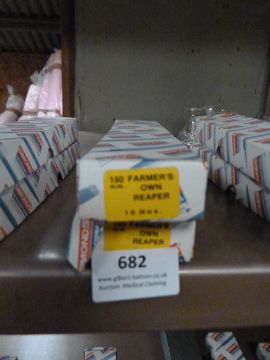 150 FARMER'S
m.m. OWN
REAPER
10 Nos.
FARMER'S
OWN
REAPER
682
www.gilbert-baitson.co.uk
Auction: Medical Clothing